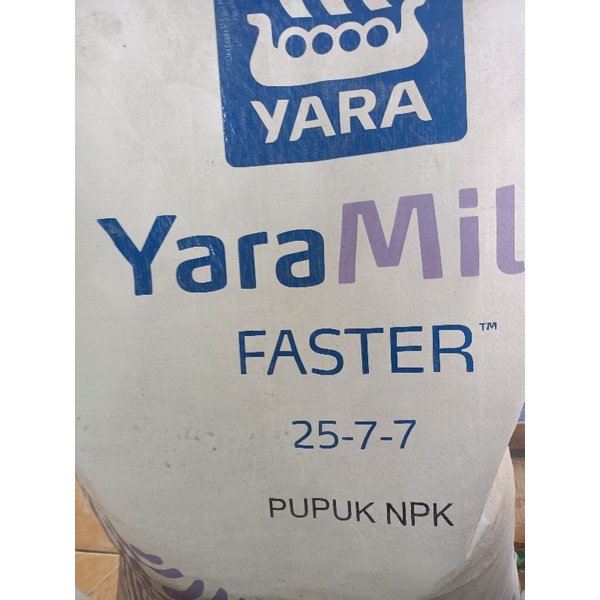 YARA
YaraMil
FASTER™
25-7-7
PUPUK NPK